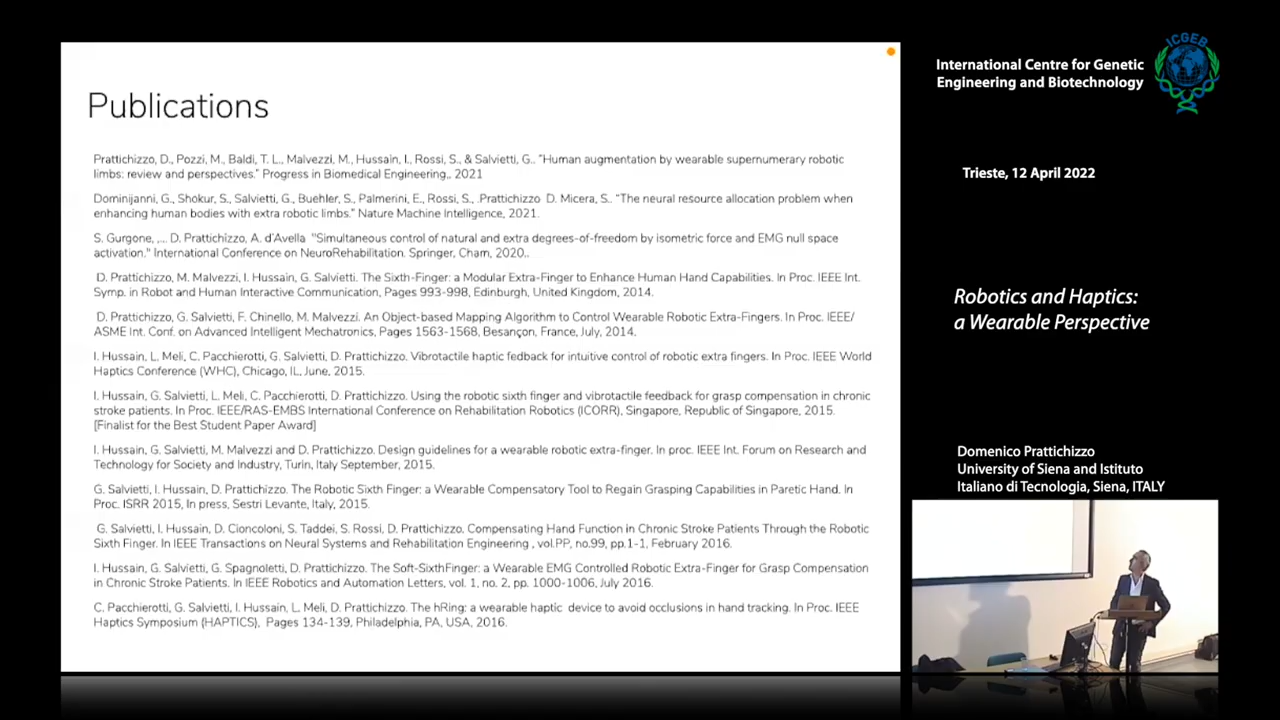 Publications
Prattichizzo, D., Pozzi, M., Baldi, T. L., Malvezzi, M., Hussain, I., Rossi, S., & Salvietti, G.. "Human augmentation by wearable supernumerary robotic
limbs: review and perspectives." Progress in Biomedical Engineering,, 2021
Dominijanni, G., Shokur, S., Salvietti, G., Buehler, S., Palmerini, E., Rossi, S., .Prattichizzo D. Micera, S.. "The neural resource allocation problem when
enhancing human bodies with extra robotic limbs." Nature Machine Intelligence, 2021.
S. Gurgone, ,.. D. Prattichizzo, A. d'Avella "Simultaneous control of natural and extra degrees-of-freedom by isometric force and EMG null space
activation." International Conference on NeuroRehabilitation. Springer, Cham, 2020..
D. Prattichizzo, M. Malvezzi, I. Hussain, G. Salvietti. The Sixth-Finger: a Modular Extra-Finger to Enhance Human Hand Capabilities. In Proc. IEEE Int.
Symp. in Robot and Human Interactive Communication, Pages 993-998, Edinburgh, United Kingdom, 2014.
D. Prattichizzo, G. Salvietti, F. Chinello, M. Malvezzi. An Object-based Mapping Algorithm to Control Wearable Robotic Extra-Fingers. In Proc. IEEE/
ASME Int. Conf. on Advanced Intelligent Mechatronics, Pages 1563-1568, Besançon, France, July, 2014.
I. Hussain, L. Meli, C. Pacchierotti, G. Salvietti, D. Prattichizzo. Vibrotactile haptic fedback for intuitive control of robotic extra fingers. In Proc. IEEE World
Haptics Conference (WHC), Chicago, IL, June, 2015.
I. Hussain, G. Salvietti, L. Meli, C. Pacchierotti, D. Prattichizzo. Using the robotic sixth finger and vibrotactile feedback for grasp compensation in chronic
stroke patients. In Proc. IEEE/RAS-EMBS International Conference on Rehabilitation Robotics (ICORR), Singapore, Republic of Singapore, 2015.
[Finalist for the Best Student Paper Award]
I. Hussain, G. Salvietti, M. Malvezzi and D. Prattichizzo. Design guidelines for a wearable robotic extra-finger. In proc. IEEE Int. Forum on Research and
Technology for Society and Industry, Turin, Italy September, 2015.
G. Salvietti, I. Hussain, D. Prattichizzo. The Robotic Sixth Finger: a Wearable Compensatory Tool to Regain Grasping Capabilities in Paretic Hand. In
Proc. ISRR 2015, In press, Sestri Levante, Italy, 2015.
G. Salvietti, I. Hussain, D. Cioncoloni, S. Taddei, S. Rossi, D. Prattichizzo. Compensating Hand Function in Chronic Stroke Patients Through the Robotic
Sixth Finger. In IEEE Transactions on Neural Systems and Rehabilitation Engineering , vol.PP, no.99, pp.1-1, February 2016.
I. Hussain, G. Salvietti, G. Spagnoletti, D. Prattichizzo. The Soft-SixthFinger: a Wearable EMG Controlled Robotic Extra-Finger for Grasp Compensation
in Chronic Stroke Patients. In IEEE Robotics and Automation Letters, vol. 1, no. 2, pp. 1000-1006, July 2016.
C. Pacchierotti, G. Salvietti, I. Hussain, L. Meli, D. Prattichizzo. The hRing: a wearable haptic device to avoid occlusions in hand tracking. In Proc. IEEE
Haptics Symposium (HAPTICS), Pages 134-139, Philadelphia, PA, USA, 2016.
International Centre for Genetic
Engineering and Biotechnology
ICGEB
Trieste, 12 April 2022
Robotics and Haptics:
a Wearable Perspective
Domenico Prattichizzo
University of Siena and Istituto
Italiano di Tecnologia, Siena, ITALY